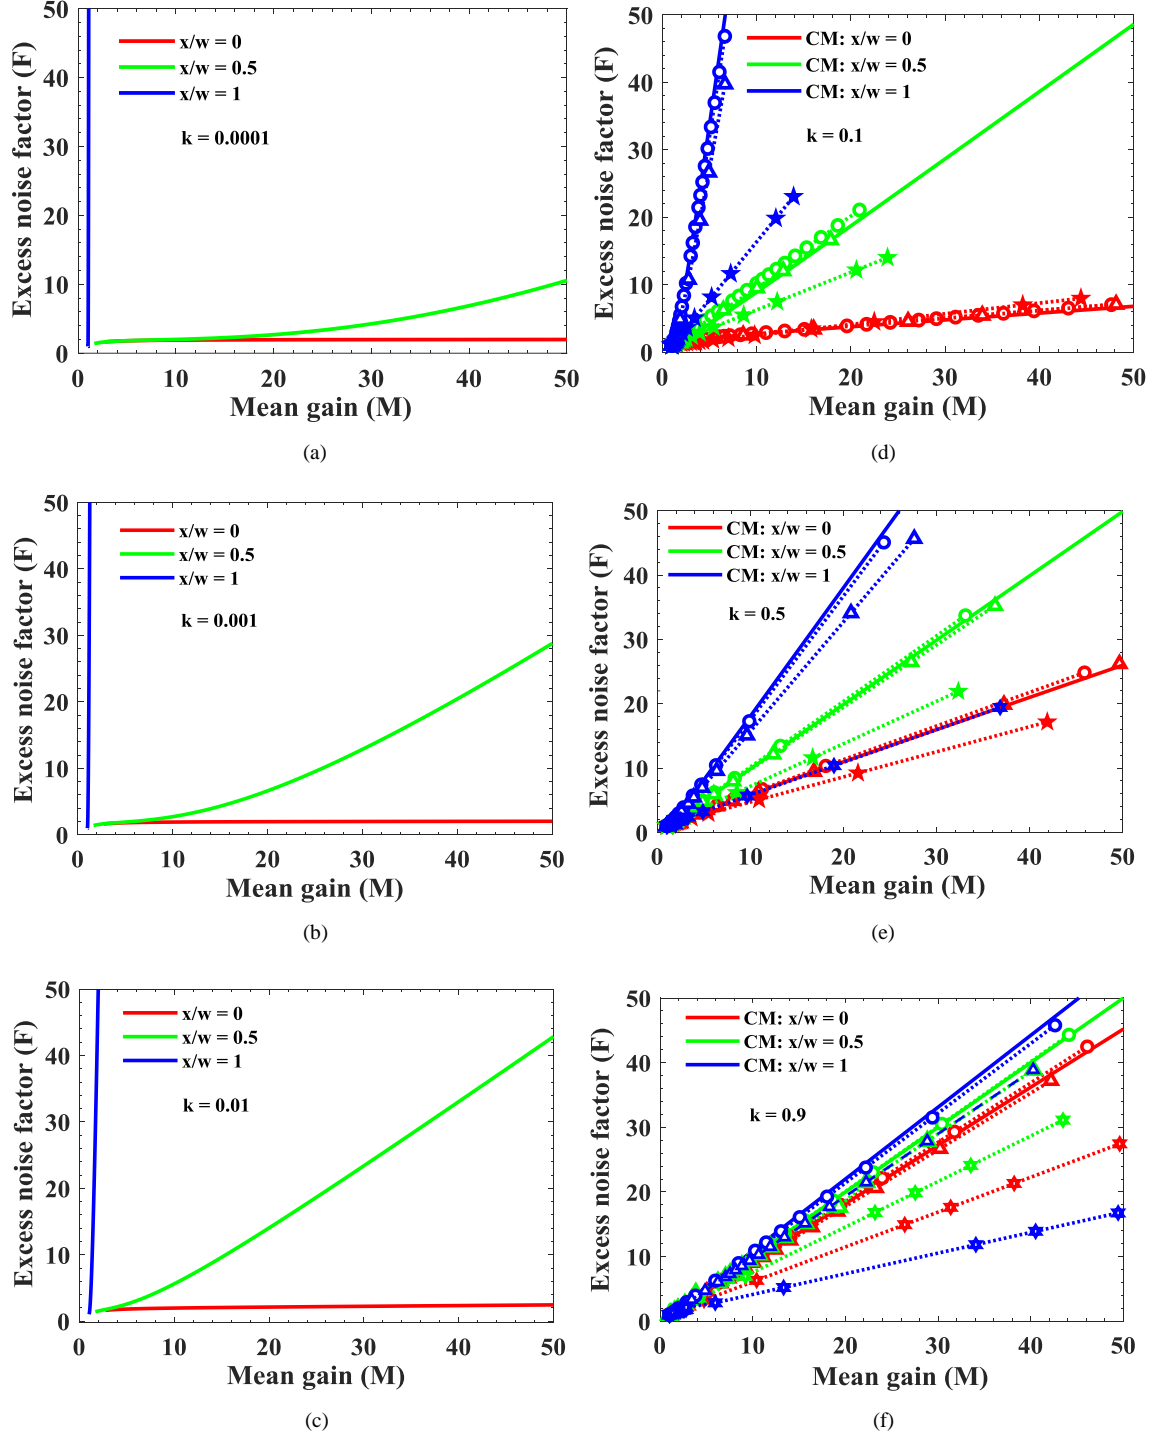 Excess noise factor (F)
50
40
30
20
10
0
x/w = 0
x/w = 0.5
x/w = 1
k = 0.0001
0 10 20 30 40 50
Mean gain (M)
(a)
Excess noise factor (F)
50
40
30
20
10
0
CM: x/w = 0
CM: x/w = 0.5
CM: x/w = 1
k = 0.1
0 10 20 30 40 50
Mean gain (M)
(d)
Excess noise factor (F)
50
40
30
20
10
0
x/w = 0
x/w = 0.5
x/w = 1
k = 0.001
0 10 20 30 40 50
Mean gain (M)
(b)
Excess noise factor (F)
50
40
30
20
10
0
CM: x/w = 0
CM: x/w = 0.5
CM: x/w = 1
k = 0.5
0 10 20 30 40 50
Mean gain (M)
(e)
Excess noise factor (F)
50
40
30
20
10
0
x/w = 0
x/w = 0.5
x/w = 1
k = 0.01
0 10 20 30 40 50
Mean gain (M)
(c)
Excess noise factor (F)
50
40
30
20
10
0
CM: x/w = 0
CM: x/w = 0.5
CM: x/w = 1
k = 0.9
0 10 20 30 40 50
Mean gain (M)
(f)